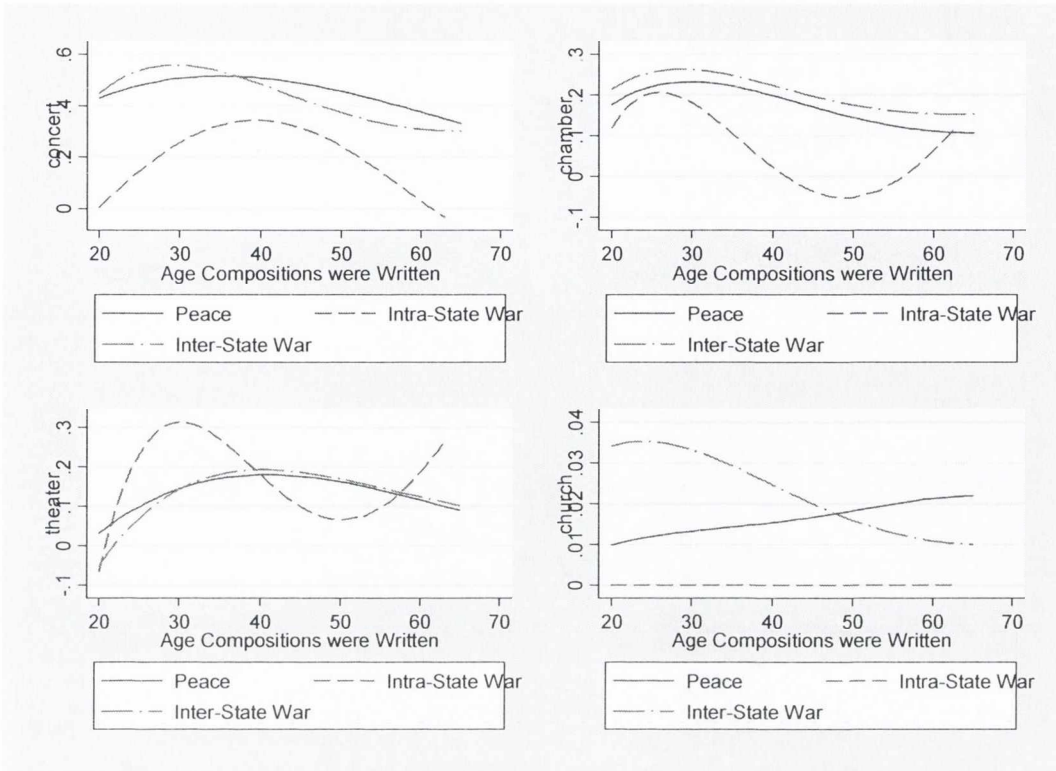 concert
.6
.4
.2
0
20 30 40 50 60 70
Age Compositions were Written
Peace Intra-State War
Inter-State War
chamber
.3
.2
.1
0
-.1
20 30 40 50 60 70
Age Compositions were Written
Peace Intra-State War
Inter-State War
theater
.3
.2
.1
0
-.1
20 30 40 50 60 70
Age Compositions were Written
Peace Intra-State War
Inter-State War
church
.04
.03
.02
.01
0
20 30 40 50 60 70
Age Compositions were Written
Peace Intra-State War
Inter-State War